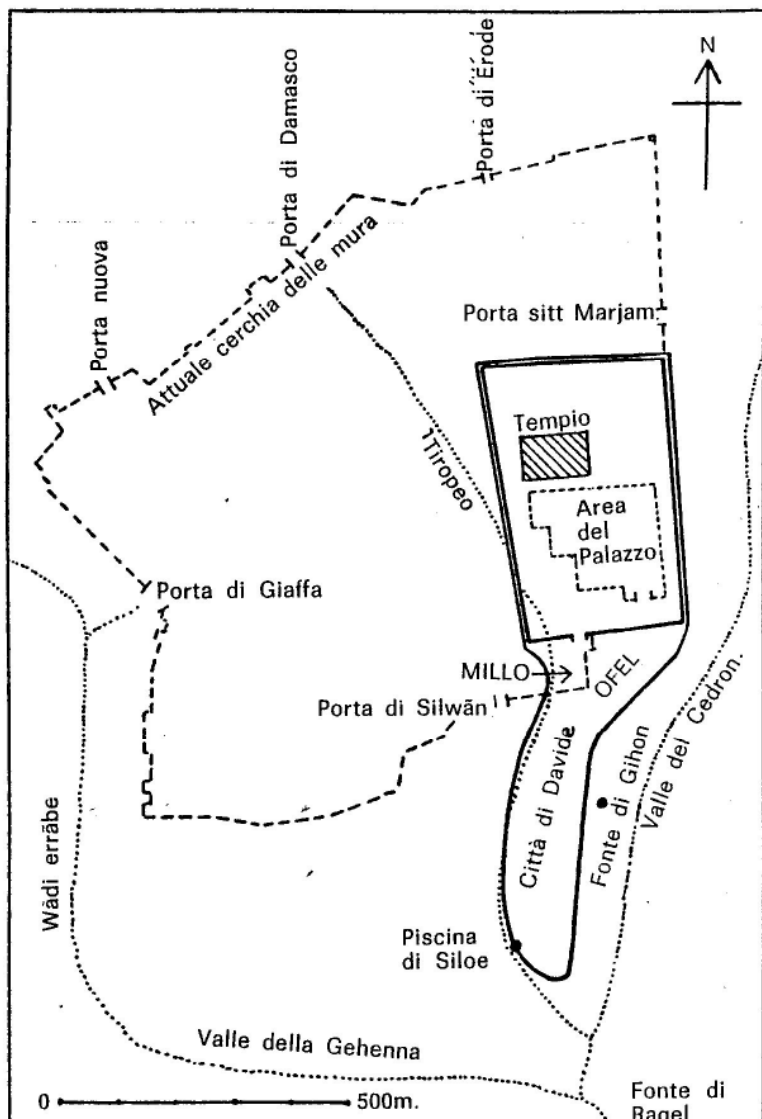 N
Porta di Erode
Porta di Damasco
Porta nuova
Attuale cerchia delle mura
Porta sitt Marjam
Tempio
Tiropeo
Area
del
Palazzo
Porta di Giaffa
MILLO
OFEL
Porta di Silwān
Città di Davide
Fonte di Gihon
Valle del Cedron.
Wādi errābe
Piscina
di Siloe
Valle della Gehenna
0
500m.
Fonte di
Ragel